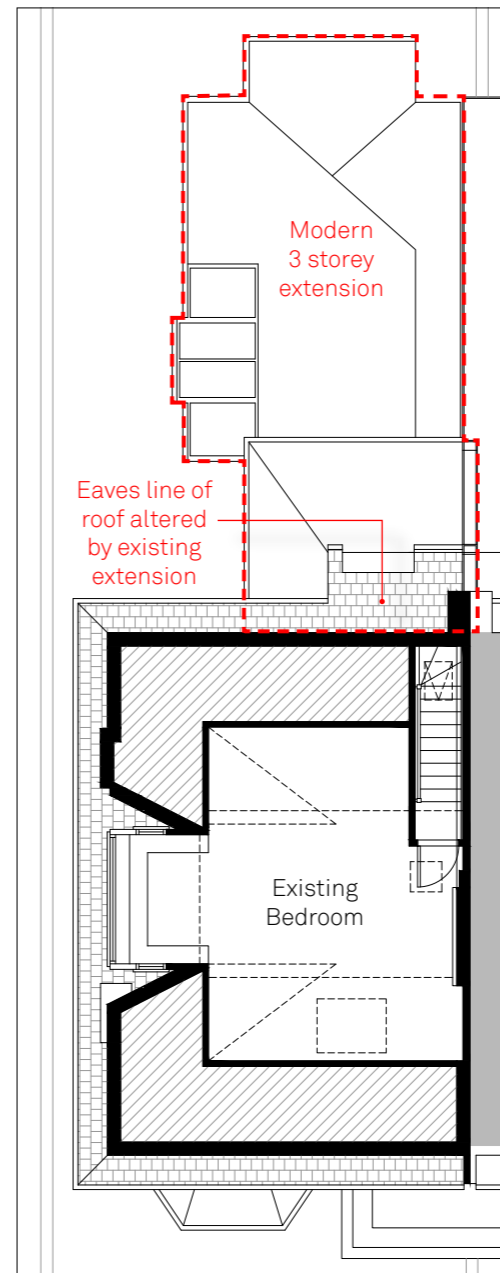 Modern
3 storey
extension
Eaves line of
roof altered
by existing
extension
Existing
Bedroom